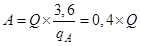 A = Q × 3,6 / q_A = 0,4 × Q